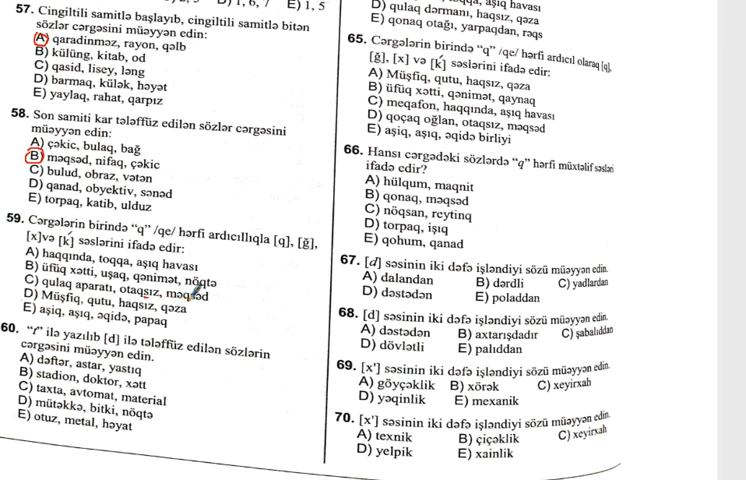 D) 1, 6, 7 E) 1, 5
57. Cingiltili samitlə başlayıb, cingiltili samitlə bitən
sözlər cərgəsini müəyyən edin:
A) qaradinməz, rayon, qəlb
B) külüng, kitab, od
C) qasid, lisey, ləng
D) barmaq, külək, həyət
E) yaylaq, rahat, qarpız
58. Son samiti kar tələffüz edilən sözlər cərgəsini
müəyyən edin:
A) çəkic, bulaq, bağ
B) məqsəd, nifaq, çəkic
C) bulud, obraz, vətən
D) qanad, obyektiv, sənəd
E) torpaq, katib, ulduz
59. Cərgələrin birində “q” /qe/ hərfi ardıcıllıqla [q], [ğ],
[x]və [k] səslərini ifadə edir:
A) haqqında, toqqa, aşıq havası
B) üfüq xətti, uşaq, qənimət, nöqtə
C) qulaq aparatı, otaqsız, məqsəd
D) Müşfiq, qutu, haqsız, qəza
E) aşiq, aşıq, əqidə, papaq
60. “t” ilə yazılıb [d] ilə tələffüz edilən sözlərin
cərgəsini müəyyən edin.
A) dəftər, astar, yastıq
B) stadion, doktor, xətt
C) taxta, avtomat, material
D) mütəkkə, bitki, nöqtə
E) otuz, metal, həyat
aşıq havası
D) qulaq dərmanı, haqsız, qəza
E) qonaq otağı, yarpaqdan, rəqs
65. Cərgələrin birində “q” /qe/ hərfi ardıcıl olaraq [q],
[ğ], [x] və [k] səslərini ifadə edir:
A) Müşfiq, qutu, haqsız, qəza
B) üfüq xətti, qənimət, qaynaq
C) meqafon, haqqında, aşıq havası
D) qoçaq oğlan, otaqsız, məqsəd
E) aşiq, aşıq, əqidə birliyi
66. Hansı cərgədəki sözlərdə “q” hərfi müxtəlif səsləri
ifadə edir?
A) hülqum, maqnit
B) qonaq, məqsəd
C) nöqsan, reytinq
D) torpaq, işıq
E) qohum, qanad
67. [d] səsinin iki dəfə işləndiyi sözü müəyyən edin.
A) dalandan B) dərdli C) yadlardan
D) dəstədən E) poladdan
68. [d] səsinin iki dəfə işləndiyi sözü müəyyən edin.
A) dəstədən B) axtarışdadır C) şabalıddan
D) dövlətli E) palıddan
69. [x'] səsinin iki dəfə işləndiyi sözü müəyyən edin.
A) göyçəklik B) xörək C) xeyirxah
D) yəqinlik E) mexanik
70. [x'] səsinin iki dəfə işləndiyi sözü müəyyən edin.
A) texnik B) çiçəklik C) xeyirxah
D) yelpik E) xainlik